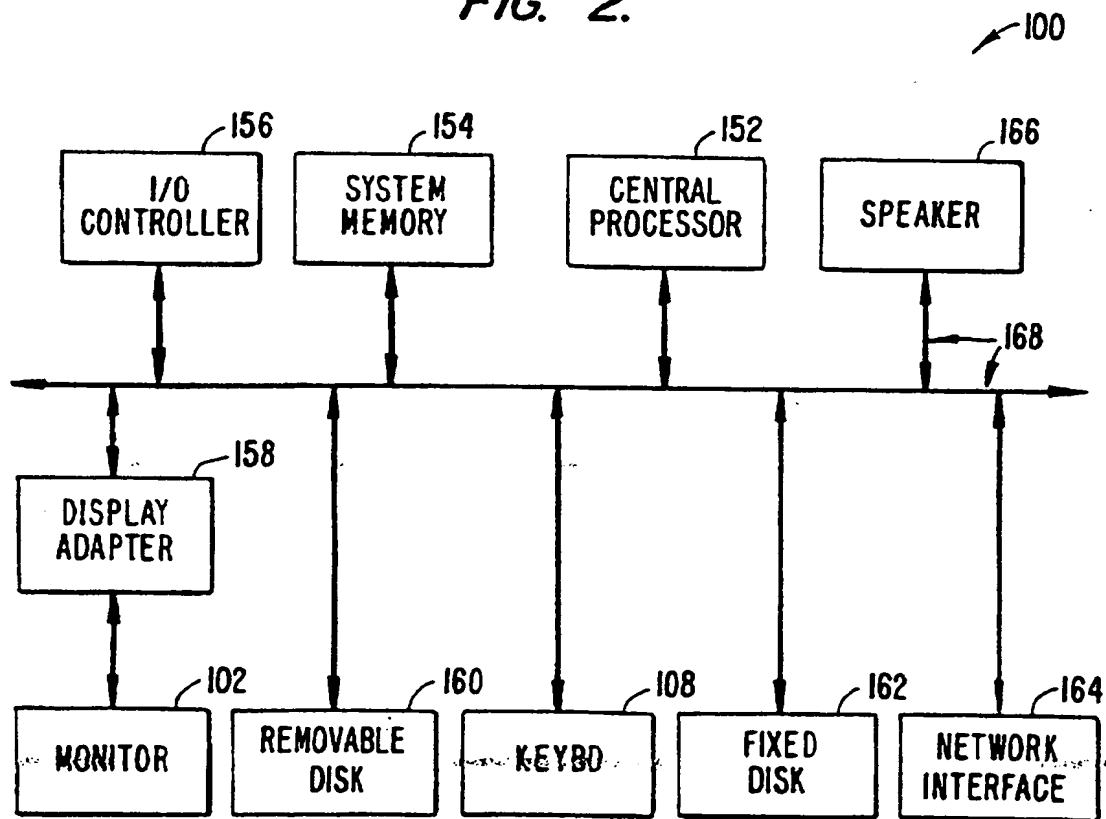 FIG. 2.
100
156
154
152
166
I/O
CONTROLLER
SYSTEM
MEMORY
CENTRAL
PROCESSOR
SPEAKER
168
158
DISPLAY
ADAPTER
102
160
108
162
164
MONITOR
REMOVABLE
DISK
KEYBD
FIXED
DISK
NETWORK
INTERFACE